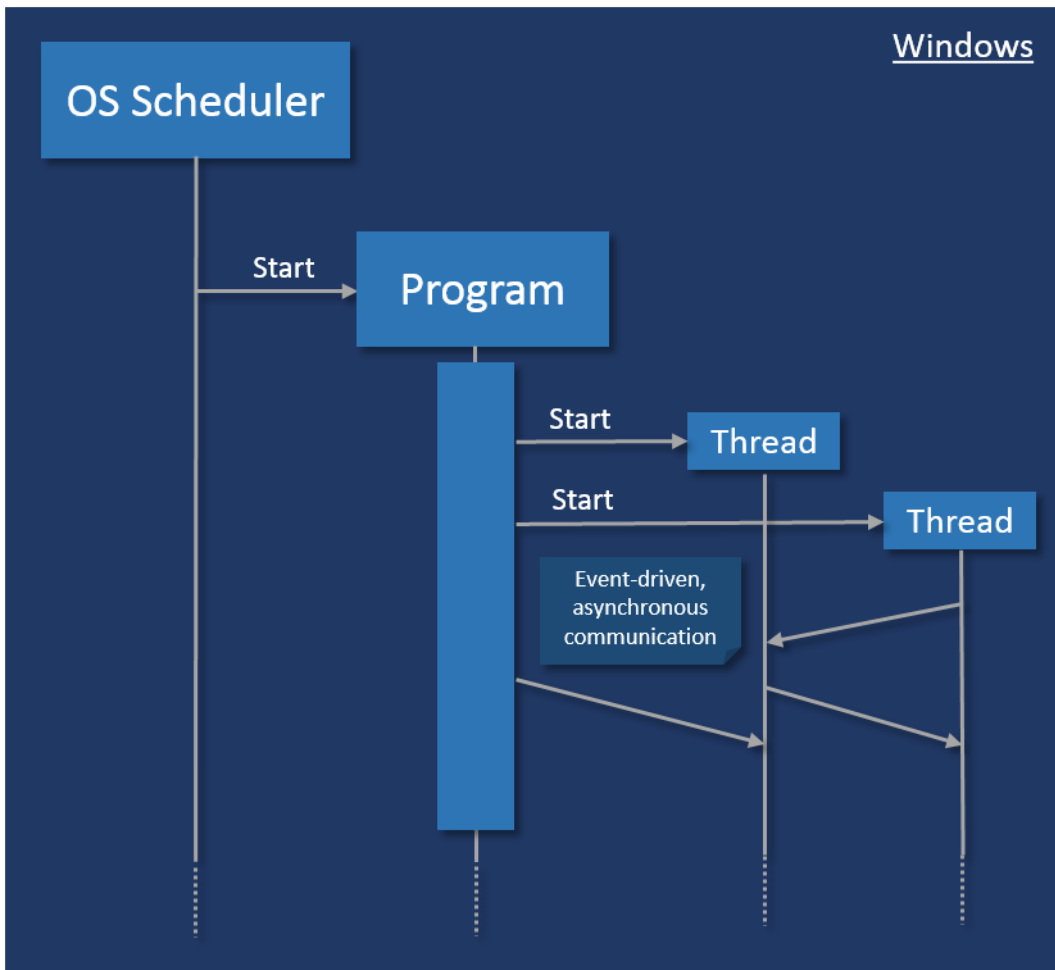 Windows
OS Scheduler
Start
Program
Start
Thread
Start
Thread
Event-driven,
asynchronous
communication